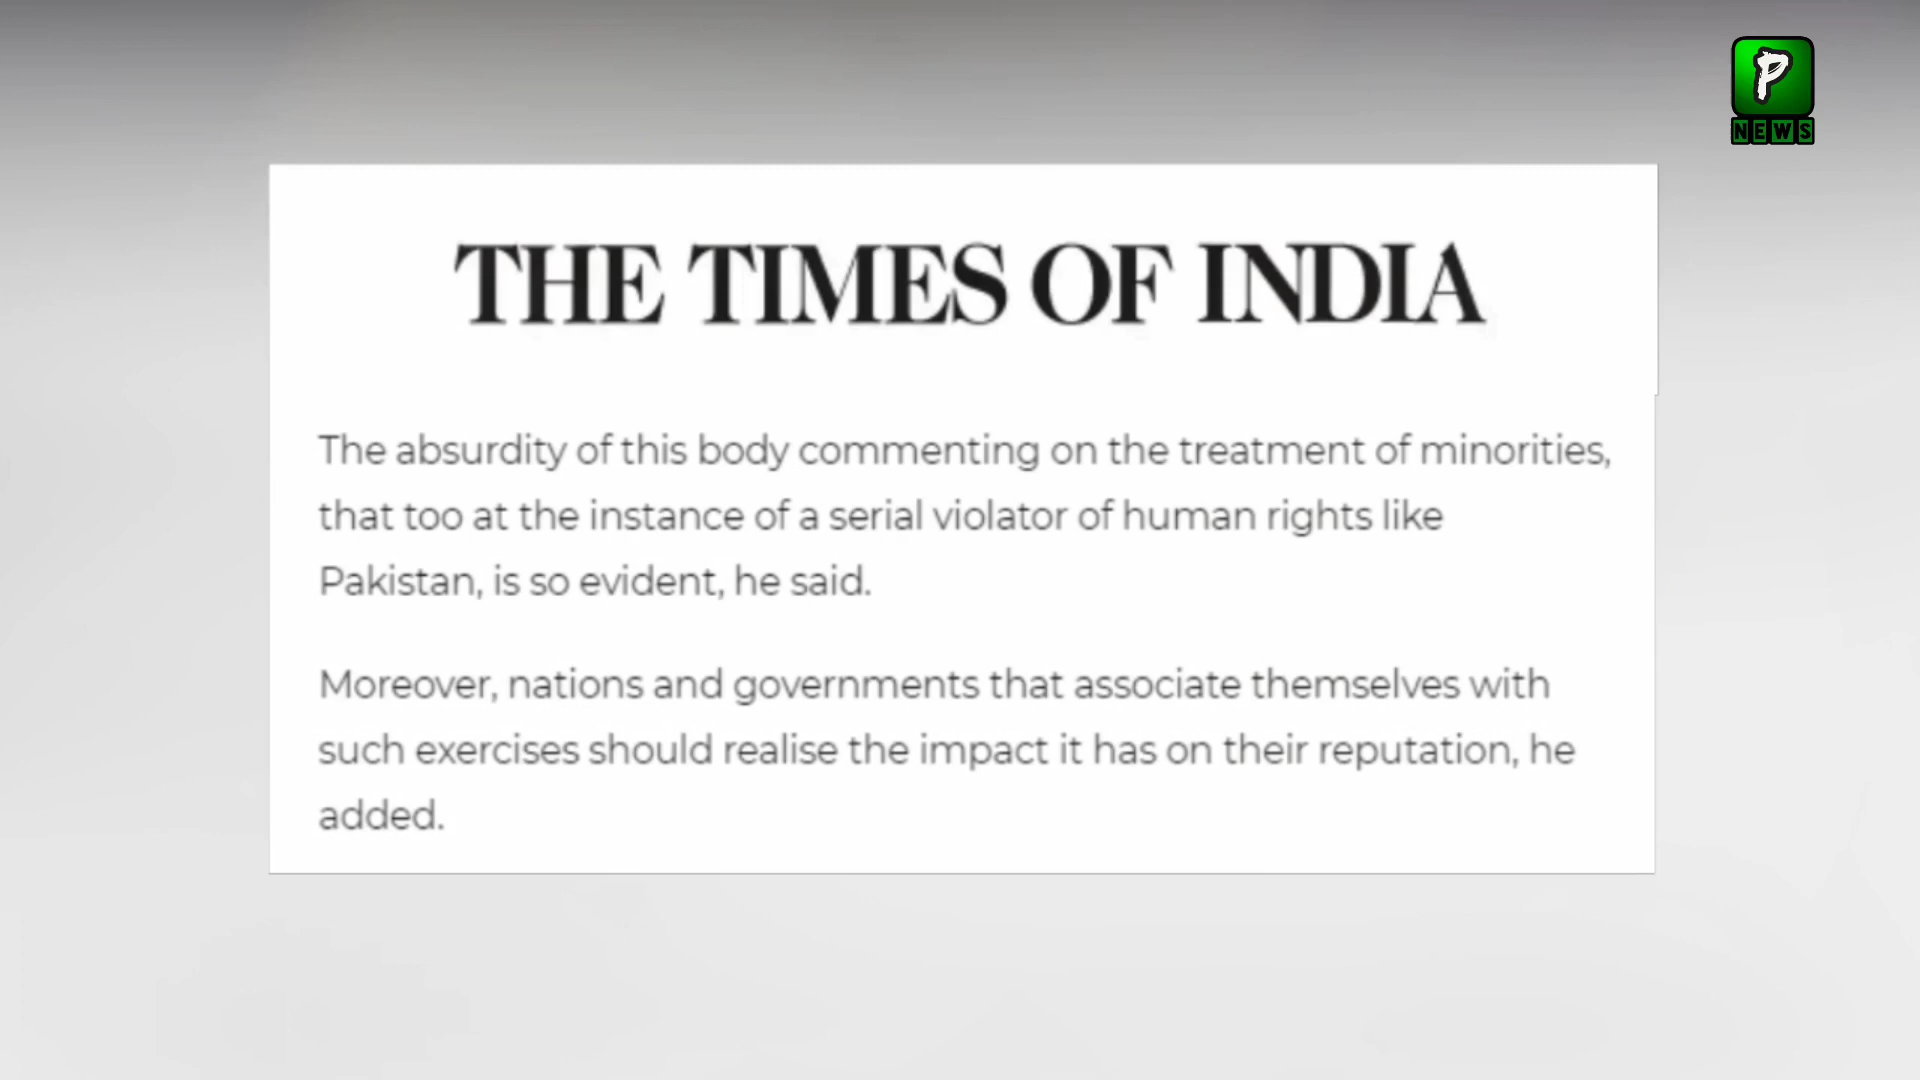 P
NEWS
THE TIMES OF INDIA
The absurdity of this body commenting on the treatment of minorities,
that too at the instance of a serial violator of human rights like
Pakistan, is so evident, he said.
Moreover, nations and governments that associate themselves with
such exercises should realise the impact it has on their reputation, he
added.